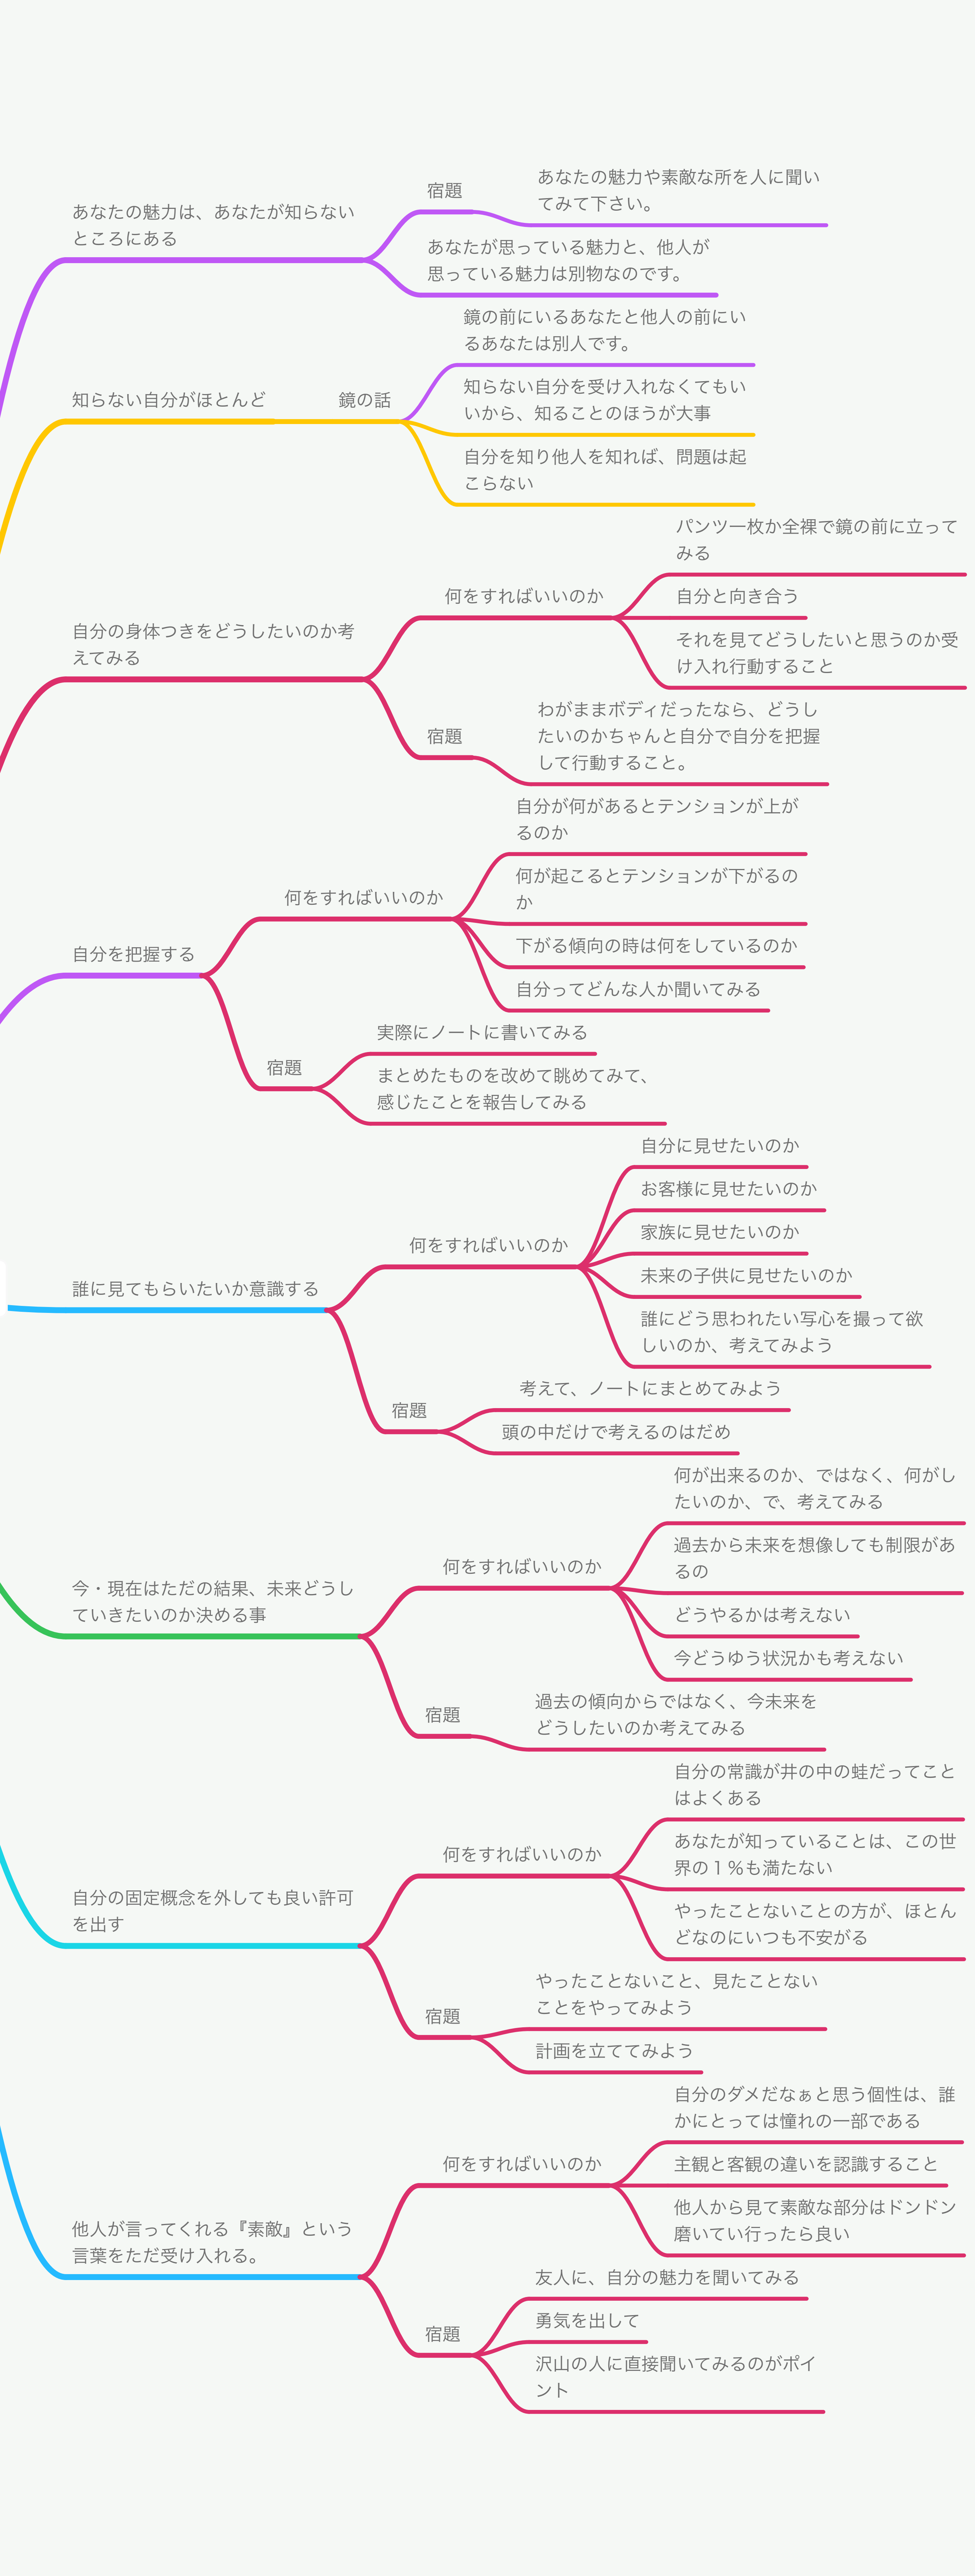 あなたの魅力は、あなたが知らない
ところにある
宿題
あなたの魅力や素敵な所を人に聞い
てみて下さい。
あなたが思っている魅力と、他人が
思っている魅力は別物なのです。
知らない自分がほとんど
鏡の話
鏡の前にいるあなたと他人の前にい
るあなたは別人です。
知らない自分を受け入れなくてもい
いから、知ることのほうが大事
自分を知り他人を知れば、問題は起
こらない
自分の身体つきをどうしたいのか考
えてみる
何をすればいいのか
パンツ一枚か全裸で鏡の前に立って
みる
自分と向き合う
それを見てどうしたいと思うのか受
け入れ行動すること
宿題
わがままボディだったなら、どうし
たいのかちゃんと自分で自分を把握
して行動すること。
自分を把握する
何をすればいいのか
自分が何があるとテンションが上が
るのか
何が起こるとテンションが下がるの
か
下がる傾向の時は何をしているのか
自分ってどんな人か聞いてみる
宿題
実際にノートに書いてみる
まとめたものを改めて眺めてみて、
感じたことを報告してみる
誰に見てもらいたいか意識する
何をすればいいのか
自分に見せたいのか
お客様に見せたいのか
家族に見せたいのか
未来の子供に見せたいのか
誰にどう思われたい写心を撮って欲
しいのか、考えてみよう
宿題
考えて、ノートにまとめてみよう
頭の中だけで考えるのはだめ
今・現在はただの結果、未来どうし
ていきたいのか決める事
何をすればいいのか
何が出来るのか、ではなく、何がし
たいのか、で、考えてみる
過去から未来を想像しても制限があ
るの
どうやるかは考えない
今どうゆう状況かも考えない
宿題
過去の傾向からではなく、今未来を
どうしたいのか考えてみる
自分の固定概念を外しても良い許可
を出す
何をすればいいのか
自分の常識が井の中の蛙だってこと
はよくある
あなたが知っていることは、この世
界の１％も満たない
やったことないことの方が、ほとん
どなのにいつも不安がる
宿題
やったことないこと、見たことない
ことをやってみよう
計画を立ててみよう
他人が言ってくれる『素敵』という
言葉をただ受け入れる。
何をすればいいのか
自分のダメだなぁと思う個性は、誰
かにとっては憧れの一部である
主観と客観の違いを認識すること
他人から見て素敵な部分はドンドン
磨いてい行ったら良い
宿題
友人に、自分の魅力を聞いてみる
勇気を出して
沢山の人に直接聞いてみるのがポイ
ント